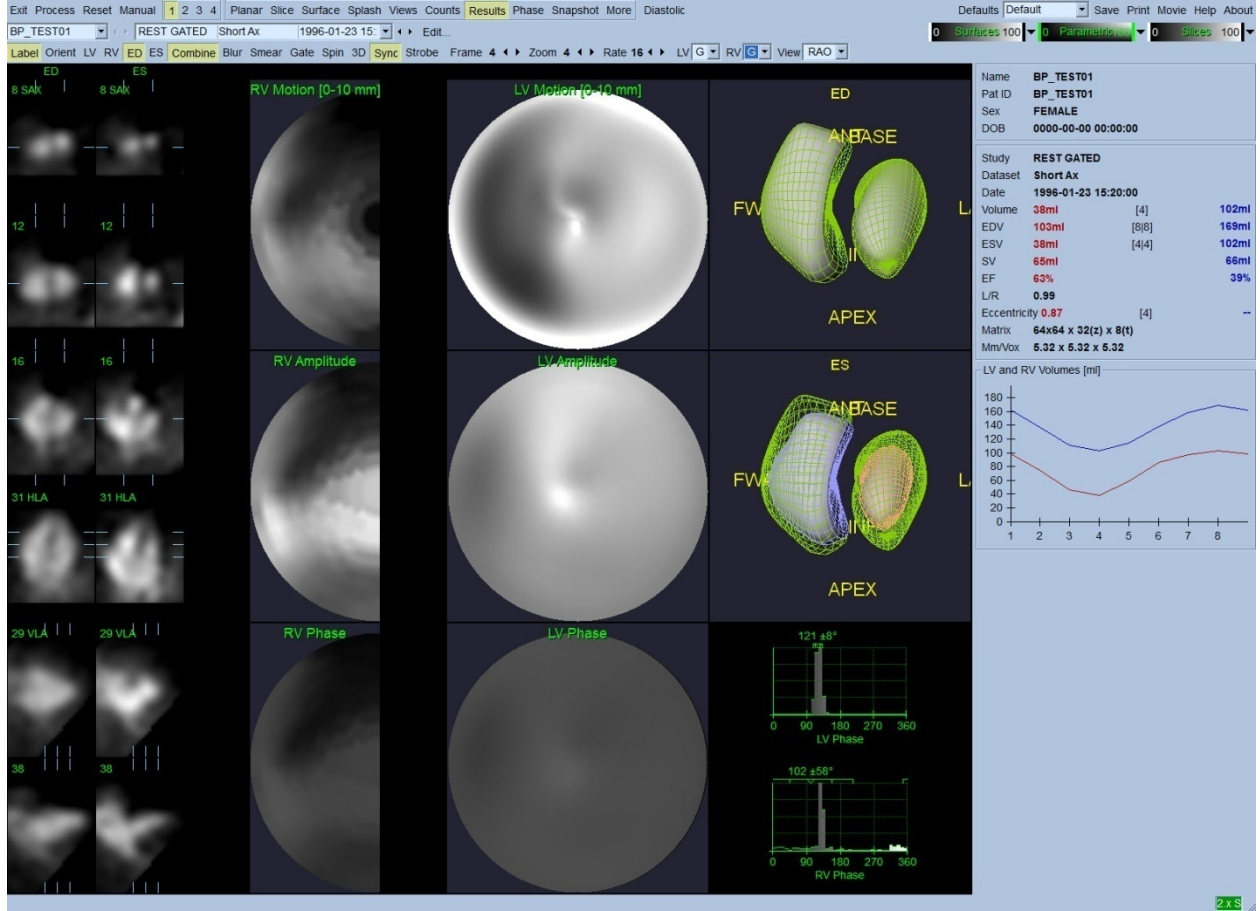 Exit Process Reset Manual 1 2 3 4 Planar Slice Surface Splash Views Counts Results Phase Snapshot More Diastolic Defaults Default Save Print Movie Help About
BP_TEST01 REST GATED Short Ax 1996-01-23 15: Edit... 0 Surfaces 100 0 Parametric 100 0 Slices 100
Label Orient LV RV ED ES Combine Blur Smear Gate Spin 3D Sync Strobe Frame 4 Zoom 4 Rate 16 LV G RV G View RAO
ED ES
8 SAX 8 SAX
12 12
16 16
31 HLA 31 HLA
29 VLA 29 VLA
38 38
RV Motion [0-10 mm] LV Motion [0-10 mm]
RV Amplitude LV Amplitude
RV Phase LV Phase
ED
ANT BASE
FW
APEX
ES
ANT BASE
FW
APEX
121 ±8°
0 90 180 270 360
LV Phase
102 ±58°
0 90 180 270 360
RV Phase
Name BP_TEST01
Pat ID BP_TEST01
Sex FEMALE
DOB 0000-00-00 00:00:00
Study REST GATED
Dataset Short Ax
Date 1996-01-23 15:20:00
Volume 38ml [4] 102ml
EDV 103ml [8|8] 169ml
ESV 38ml [4|4] 102ml
SV 65ml 66ml
EF 63% 39%
L/R 0.99
Eccentricity 0.87 [4] --
Matrix 64x64 x 32(z) x 8(t)
Mm/Vox 5.32 x 5.32 x 5.32
LV and RV Volumes [ml]
180
160
140
120
100
80
60
40
20
0
1 2 3 4 5 6 7 8
2.x S